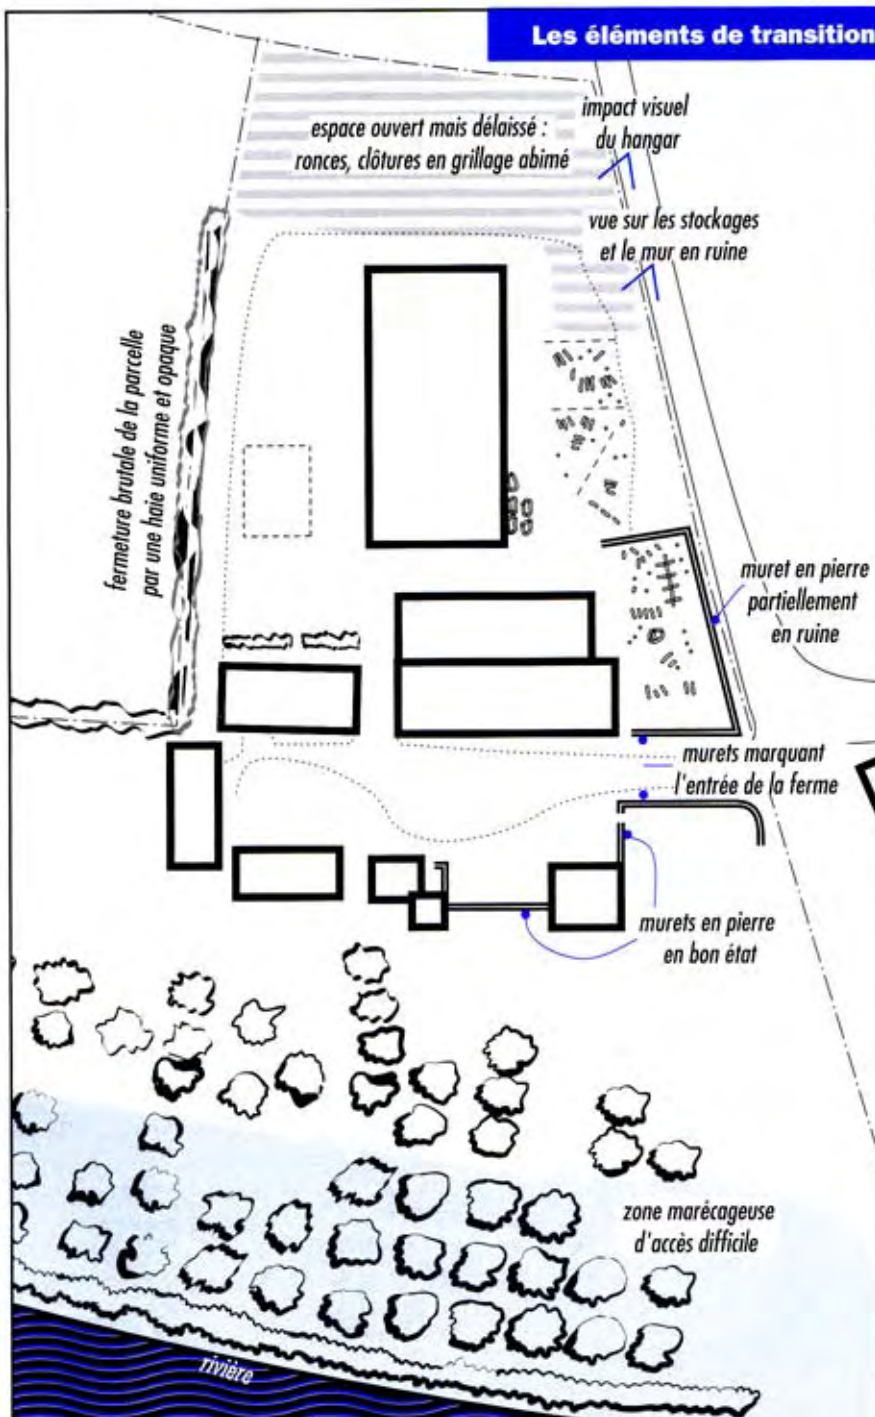 Les éléments de transition
espace ouvert mais délaissé :
ronces, clôtures en grillage abimé
impact visuel
du hangar
vue sur les stockages
et le mur en ruine
fermeture brutale de la parcelle
par une haie uniforme et opaque
muret en pierre
partiellement
en ruine
murets marquant
l'entrée de la ferme
murets en pierre
en bon état
zone marécageuse
d'accès difficile
rivière